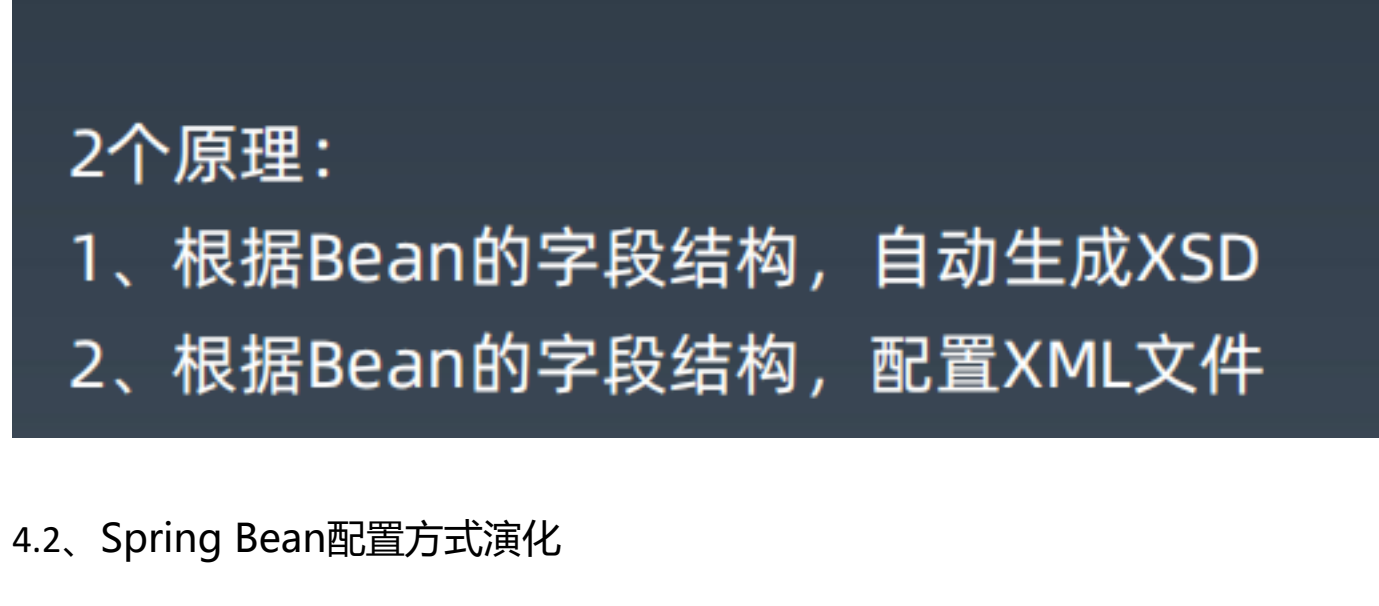 2个原理：
1、根据Bean的字段结构，自动生成XSD
2、根据Bean的字段结构，配置XML文件
4.2、Spring Bean配置方式演化